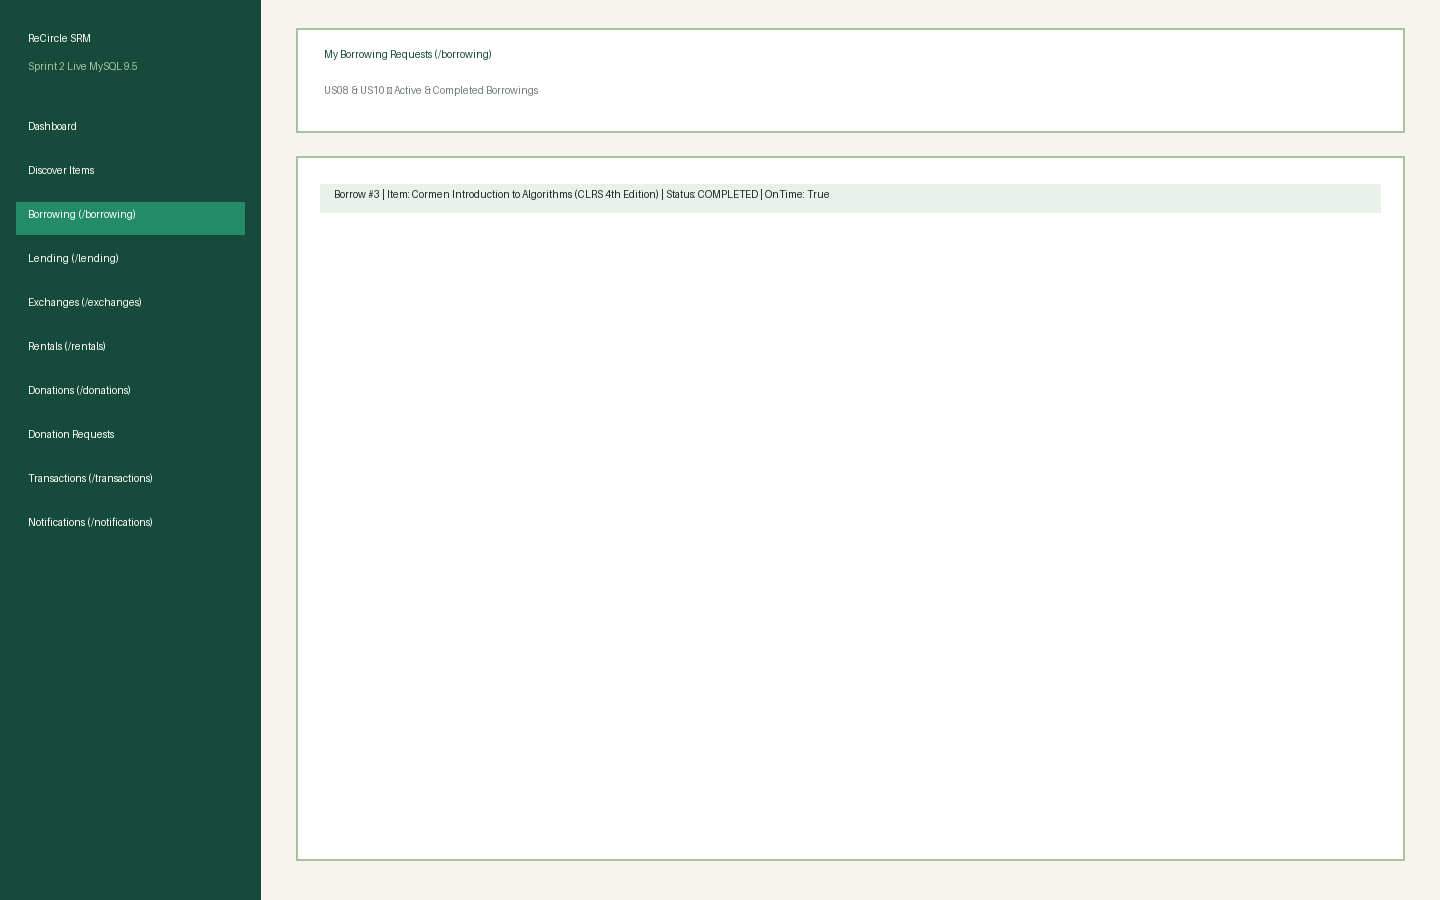 ReCircle SRM
Sprint 2 Live MySQL 9.5
Dashboard
Discover Items
Borrowing (/borrowing)
Lending (/lending)
Exchanges (/exchanges)
Rentals (/rentals)
Donations (/donations)
Donation Requests
Transactions (/transactions)
Notifications (/notifications)
My Borrowing Requests (/borrowing)
US08 & US10 Active & Completed Borrowings
Borrow #3 | Item: Cormen Introduction to Algorithms (CLRS 4th Edition) | Status: COMPLETED | OnTime: True